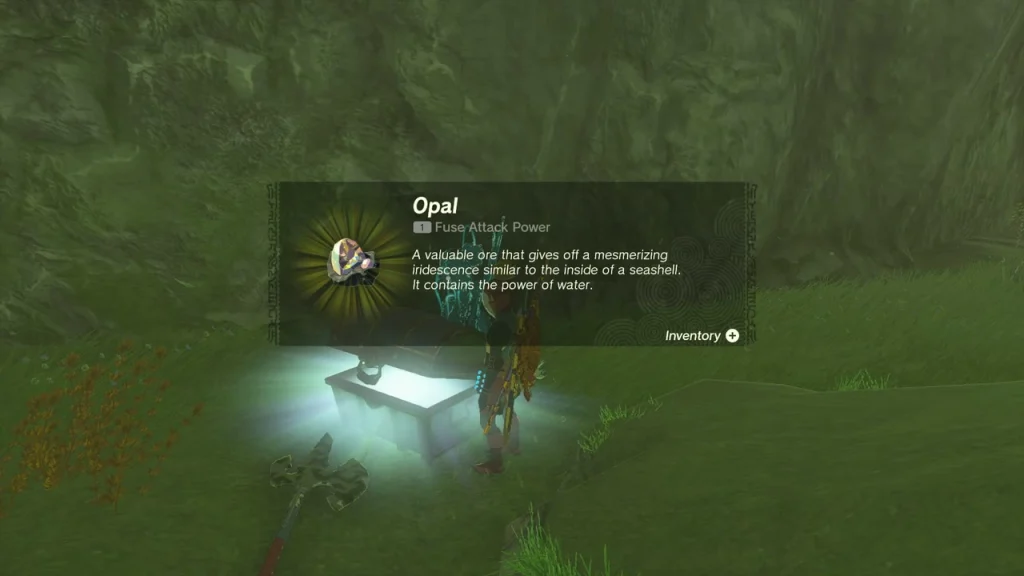 Opal
1 Fuse Attack Power
A valuable ore that gives off a mesmerizing
iridescence similar to the inside of a seashell.
It contains the power of water.
Inventory +